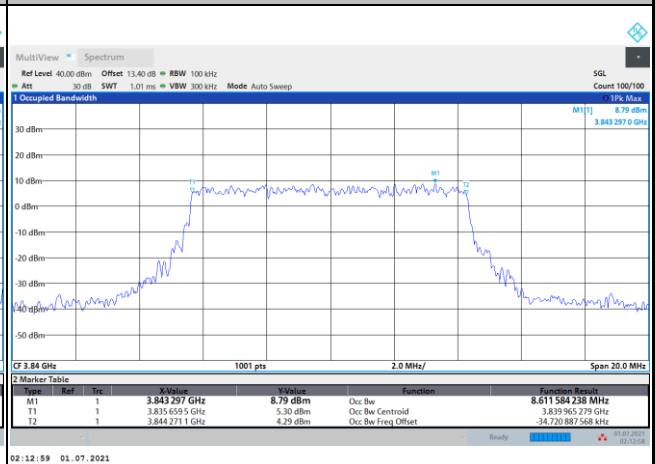 MultiView Spectrum
Ref Level 40.00 dBm Offset 13.40 dB RBW 100 kHz SGL
Att 30 dB SWT 1.01 ms VBW 300 kHz Mode Auto Sweep Count 100/100
1 Occupied Bandwidth 1Pk Max
M1[1] 8.79 dBm
3.843 297 0 GHz
30 dBm
20 dBm
M1
10 dBm
T1
T2
0 dBm
-10 dBm
-20 dBm
-30 dBm
-40 dBm
-50 dBm
CF 3.84 GHz 1001 pts 2.0 MHz/ Span 20.0 MHz
2 Marker Table
Type Ref Trc X-Value Y-Value Function Function Result
M1 1 3.843 297 GHz 8.79 dBm Occ Bw 8.611 584 238 MHz
T1 1 3.835 659 5 GHz 5.30 dBm Occ Bw Centroid 3.839 965 279 GHz
T2 1 3.844 271 1 GHz 4.29 dBm Occ Bw Freq Offset -34.720 887 568 kHz
Ready 01.07.2021
02:12:58
02:12:59 01.07.2021